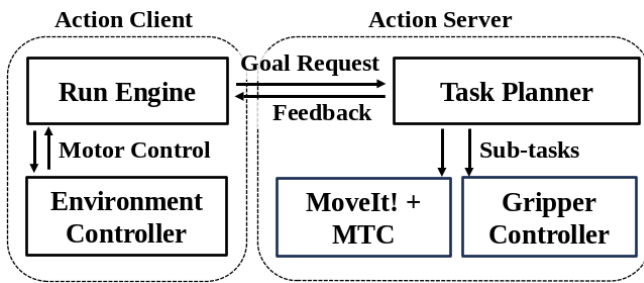 Action Client
Action Server
Run Engine
Goal Request
Feedback
Task Planner
Motor Control
Sub-tasks
Environment
Controller
MoveIt! +
MTC
Gripper
Controller